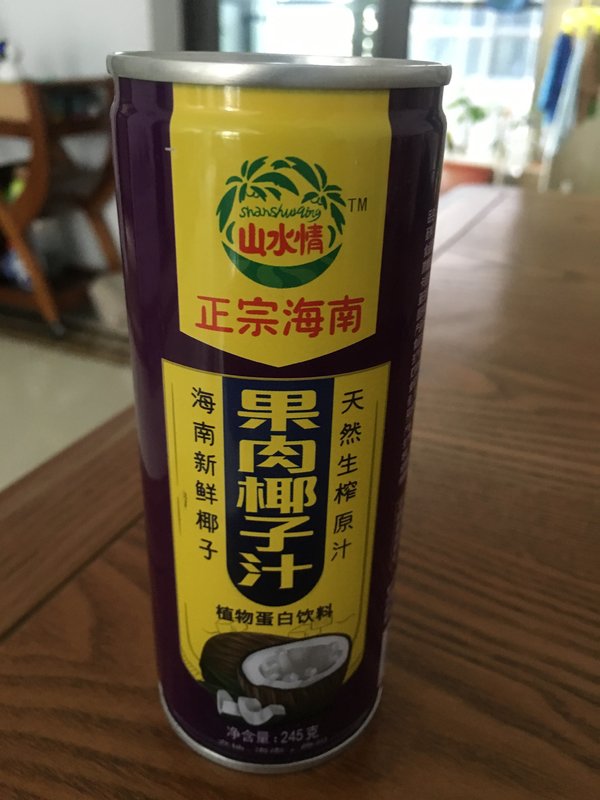 shanshuiqing
山水情
TM
正宗海南
海南新鲜椰子
果肉椰子汁
天然生榨原汁
植物蛋白饮料
净含量:245克